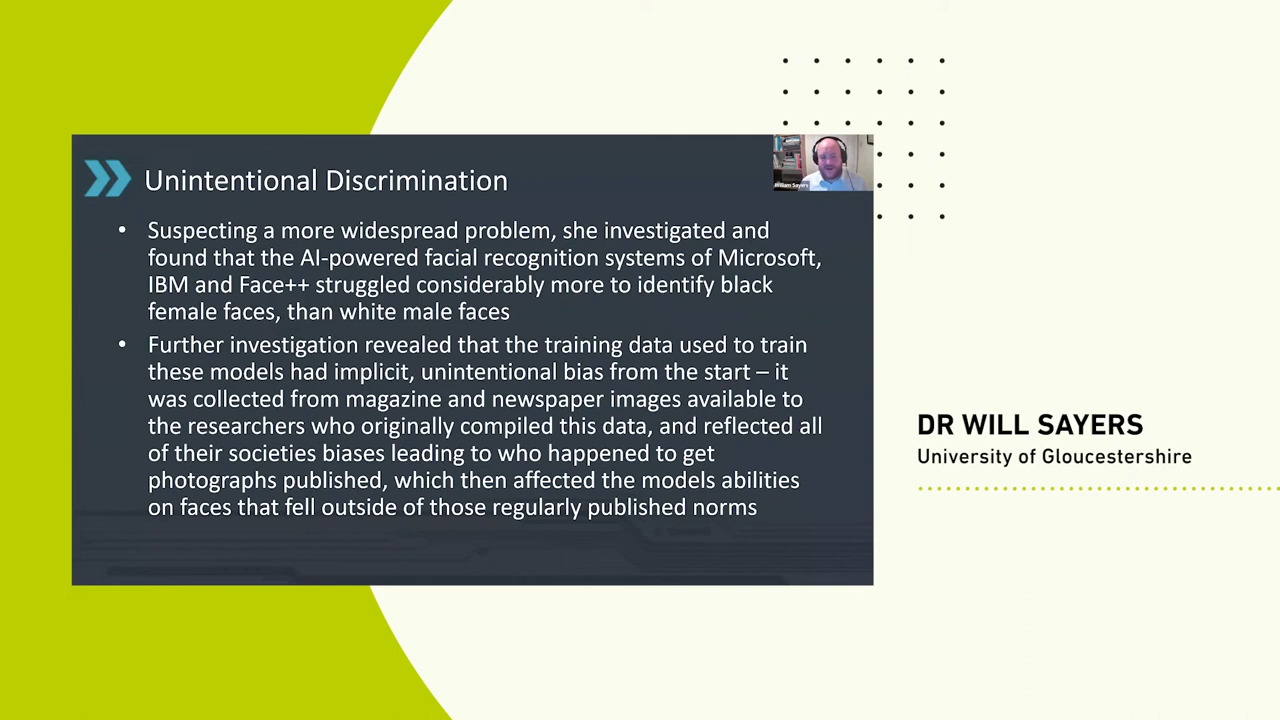 Unintentional Discrimination
William Sayers
• Suspecting a more widespread problem, she investigated and
found that the AI-powered facial recognition systems of Microsoft,
IBM and Face++ struggled considerably more to identify black
female faces, than white male faces
• Further investigation revealed that the training data used to train
these models had implicit, unintentional bias from the start – it
was collected from magazine and newspaper images available to
the researchers who originally compiled this data, and reflected all
of their societies biases leading to who happened to get
photographs published, which then affected the models abilities
on faces that fell outside of those regularly published norms
DR WILL SAYERS
University of Gloucestershire